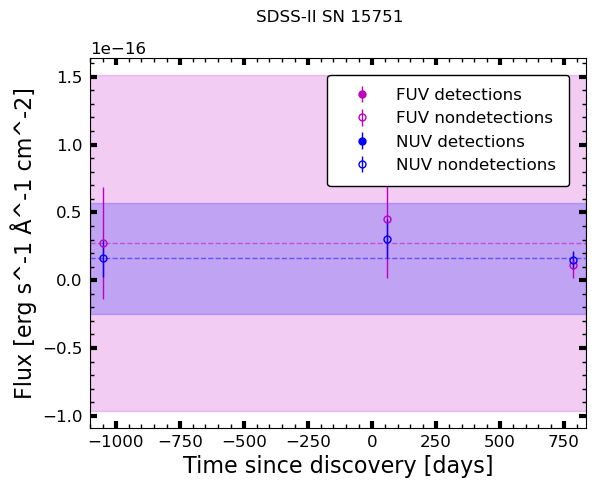 SDSS-II SN 15751
1e−16
FUV detections
FUV nondetections
NUV detections
NUV nondetections
1.5
1.0
0.5
0.0
−0.5
−1.0
Flux [erg s^-1 Å^-1 cm^-2]
−1000 −750 −500 −250 0 250 500 750
Time since discovery [days]